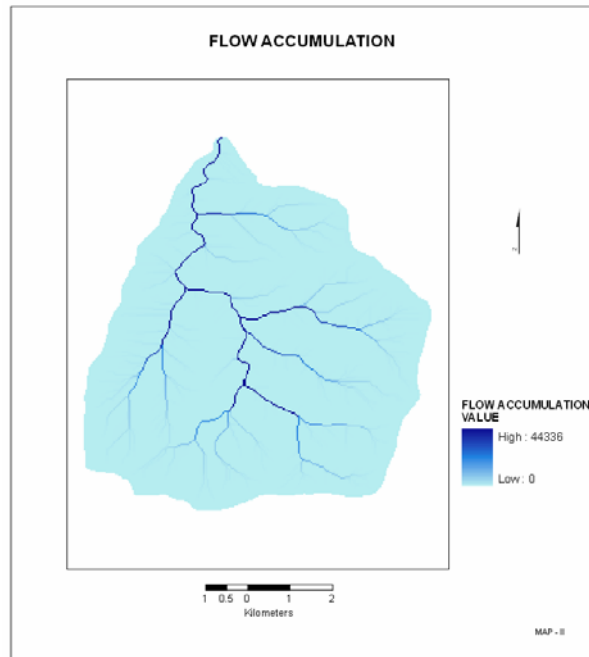 FLOW ACCUMULATION
FLOW ACCUMULATION
VALUE
High : 44336
Low : 0
1 0.5 0 1 2
Kilometers
MAP - II